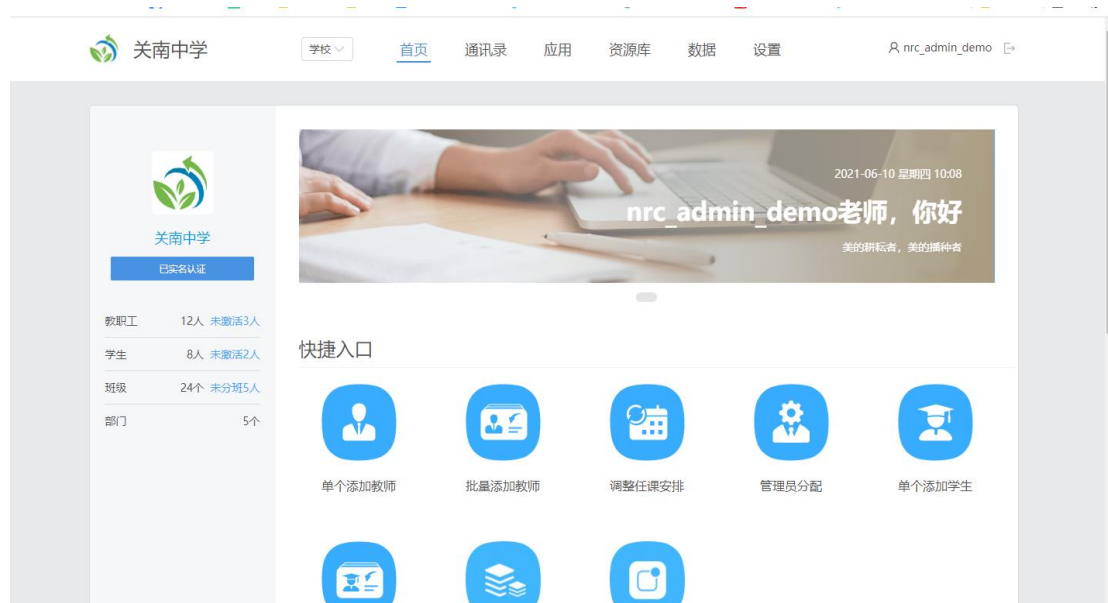 关南中学
学校
首页
通讯录
应用
资源库
数据
设置
nrc_admin_demo
关南中学
已实名认证
教职工 12人 未激活3人
学生 8人 未激活2人
班级 24个 未分班5人
部门 5个
2021-06-10 星期四 10:08
nrc_admin_demo老师，你好
美的耕耘者，美的播种者
快捷入口
单个添加教师
批量添加教师
调整任课安排
管理员分配
单个添加学生